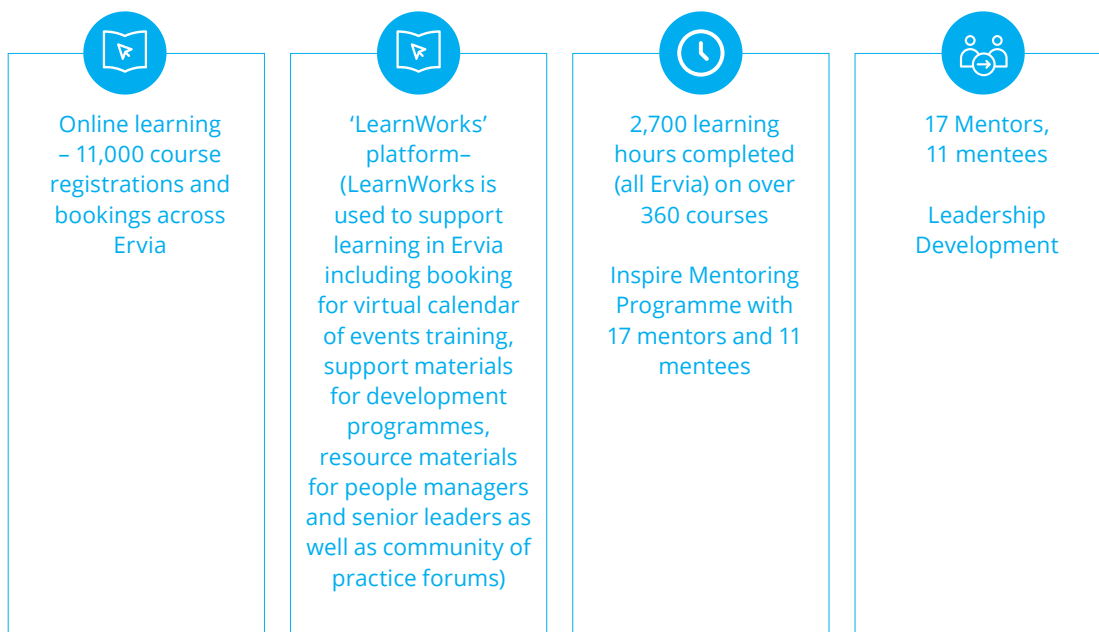 Online learning
– 11,000 course
registrations and
bookings across
Ervia
‘LearnWorks’
platform–
(LearnWorks is
used to support
learning in Ervia
including booking
for virtual calendar
of events training,
support materials
for development
programmes,
resource materials
for people managers
and senior leaders as
well as community of
practice forums)
2,700 learning
hours completed
(all Ervia) on over
360 courses
Inspire Mentoring
Programme with
17 mentors and 11
mentees
17 Mentors,
11 mentees
Leadership
Development